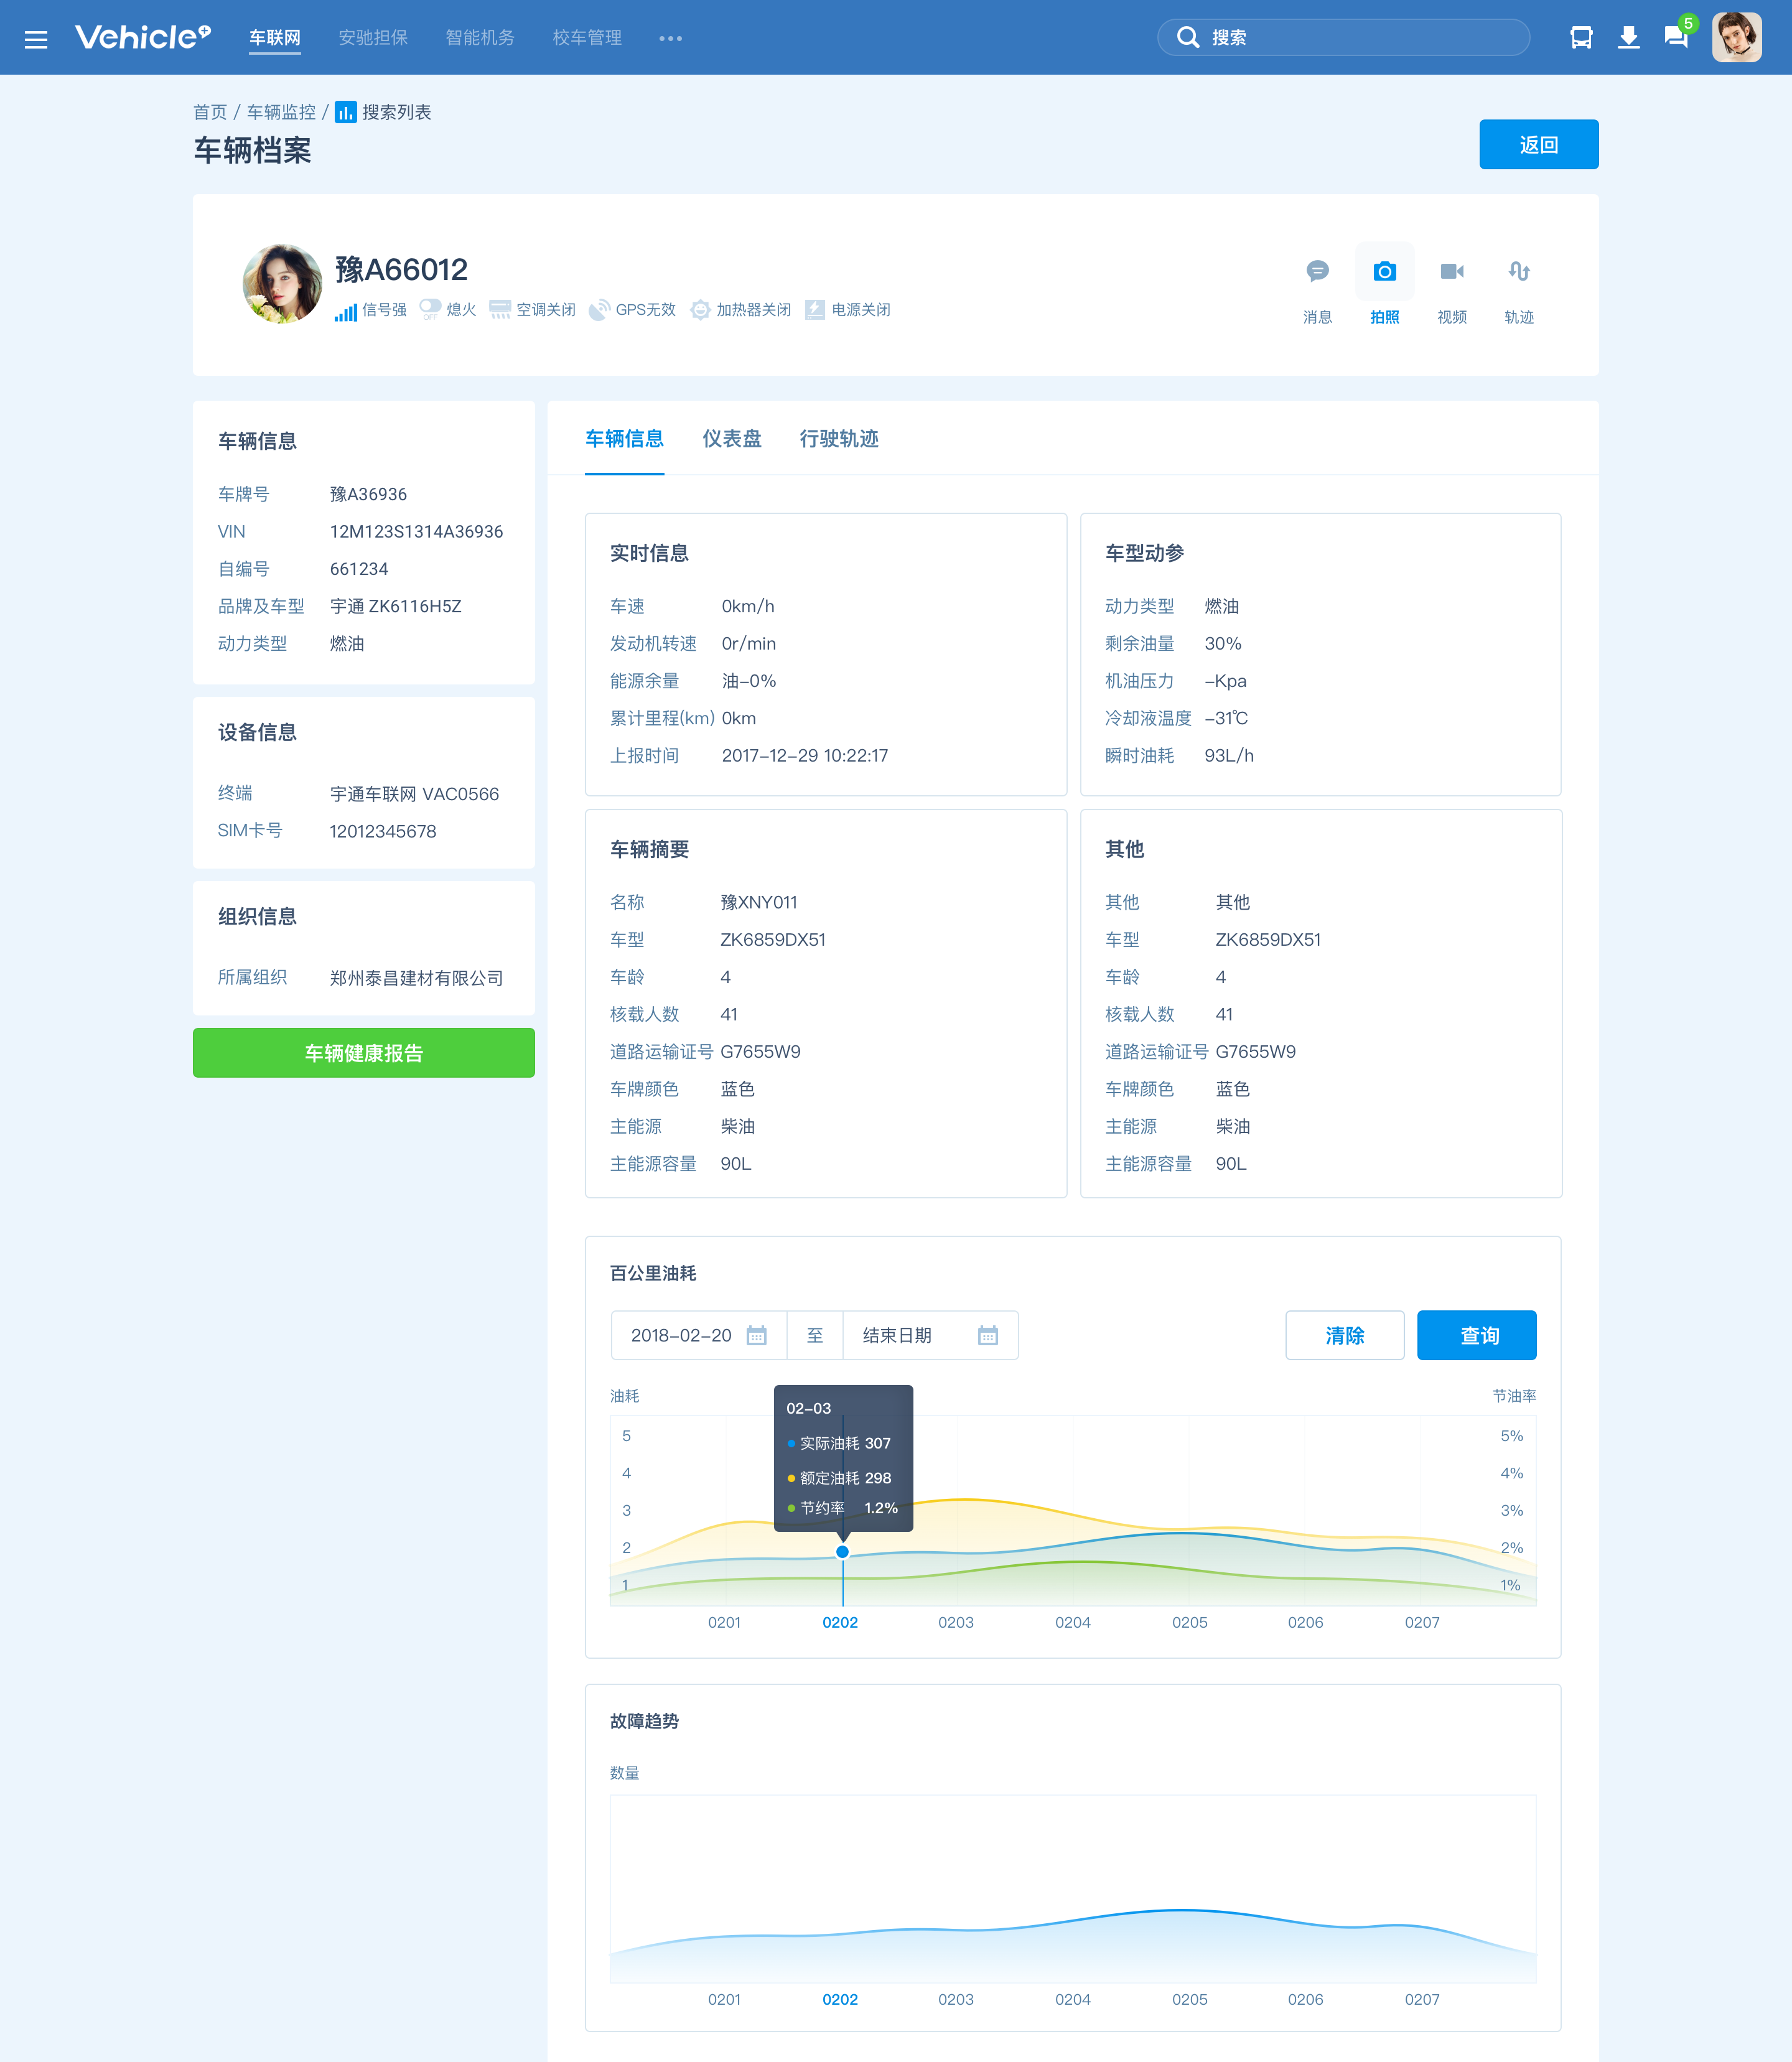 Vehicle+ 车联网 安驰担保 智能机务 校车管理 搜索 5
首页 / 车辆监控 / 搜索列表
车辆档案
返回
豫A66012
信号强 OFF 熄火 空调关闭 GPS无效 加热器关闭 电源关闭
消息 拍照 视频 轨迹
车辆信息
车牌号 豫A36936
VIN 12M123S1314A36936
自编号 661234
品牌及车型 宇通 ZK6116H5Z
动力类型 燃油
设备信息
终端 宇通车联网 VAC0566
SIM卡号 12012345678
组织信息
所属组织 郑州泰昌建材有限公司
车辆健康报告
车辆信息 仪表盘 行驶轨迹
实时信息
车速 0km/h
发动机转速 0r/min
能源余量 油-0%
累计里程(km) 0km
上报时间 2017-12-29 10:22:17
车型动参
动力类型 燃油
剩余油量 30%
机油压力 -Kpa
冷却液温度 -31℃
瞬时油耗 93L/h
车辆摘要
名称 豫XNY011
车型 ZK6859DX51
车龄 4
核载人数 41
道路运输证号 G7655W9
车牌颜色 蓝色
主能源 柴油
主能源容量 90L
其他
其他 其他
车型 ZK6859DX51
车龄 4
核载人数 41
道路运输证号 G7655W9
车牌颜色 蓝色
主能源 柴油
主能源容量 90L
百公里油耗
2018-02-20 至 结束日期 清除 查询
油耗 节油率
5 5%
4 4%
3 3%
2 2%
1 1%
02-03
实际油耗 307
额定油耗 298
节约率 1.2%
0201 0202 0203 0204 0205 0206 0207
故障趋势
数量
0201 0202 0203 0204 0205 0206 0207